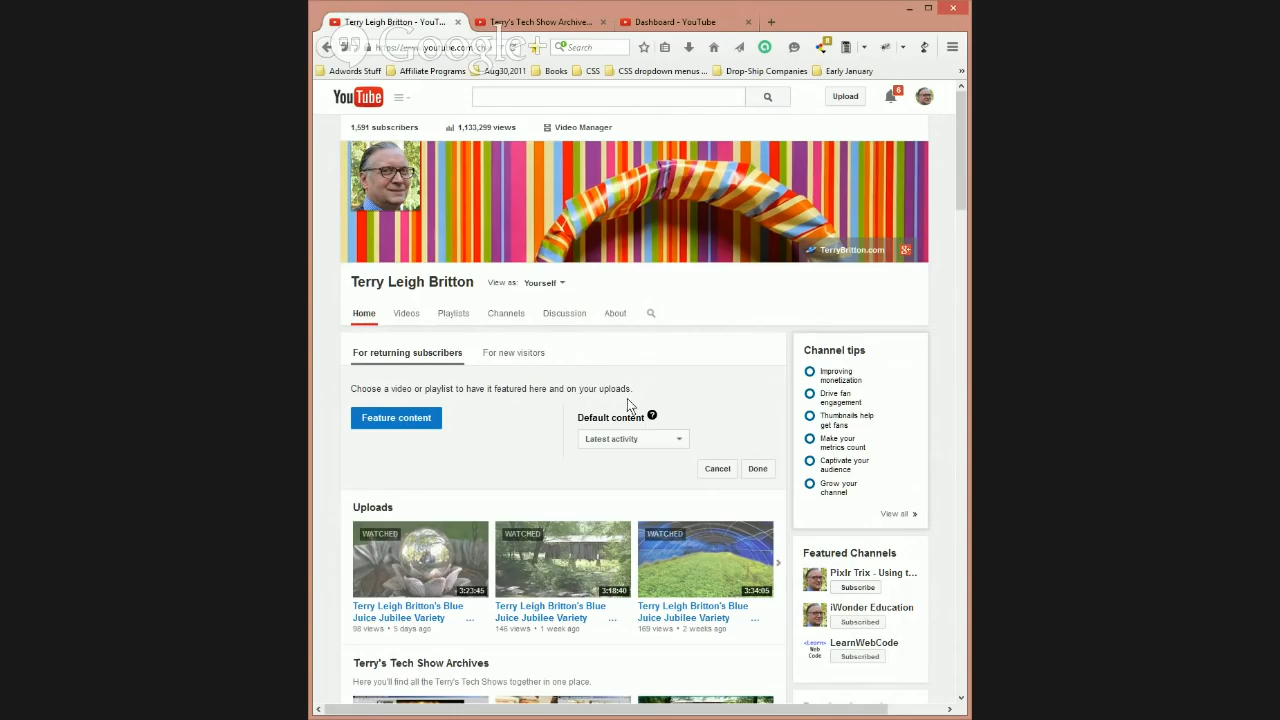 Terry Leigh Britton - YouT...
Terry's Tech Show Archive...
Dashboard - YouTube
Google+
Search
Adwords Stuff
Affiliate Programs
Aug30,2011
Books
CSS
CSS dropdown menus ...
Drop-Ship Companies
Early January
YouTube
Upload
6
1,591 subscribers
1,133,299 views
Video Manager
TerryBritton.com
Terry Leigh Britton
View as: Yourself
Home Videos Playlists Channels Discussion About
For returning subscribers
For new visitors
Choose a video or playlist to have it featured here and on your uploads.
Feature content
Default content ?
Latest activity
Cancel
Done
Channel tips
Improving
monetization
Drive fan
engagement
Thumbnails help
get fans
Make your
metrics count
Captivate your
audience
Grow your
channel
View all »
Uploads
WATCHED
3:23:45
Terry Leigh Britton's Blue
Juice Jubilee Variety ...
98 views • 5 days ago
WATCHED
3:18:40
Terry Leigh Britton's Blue
Juice Jubilee Variety ...
146 views • 1 week ago
WATCHED
3:34:05
Terry Leigh Britton's Blue
Juice Jubilee Variety ...
169 views • 2 weeks ago
Featured Channels
Pixlr Trix - Using t...
Subscribe
iWonder Education
Subscribed
<Learn>
Web
Code
LearnWebCode
Subscribed
Terry's Tech Show Archives
Here you'll find all the Terry's Tech Shows together in one place.